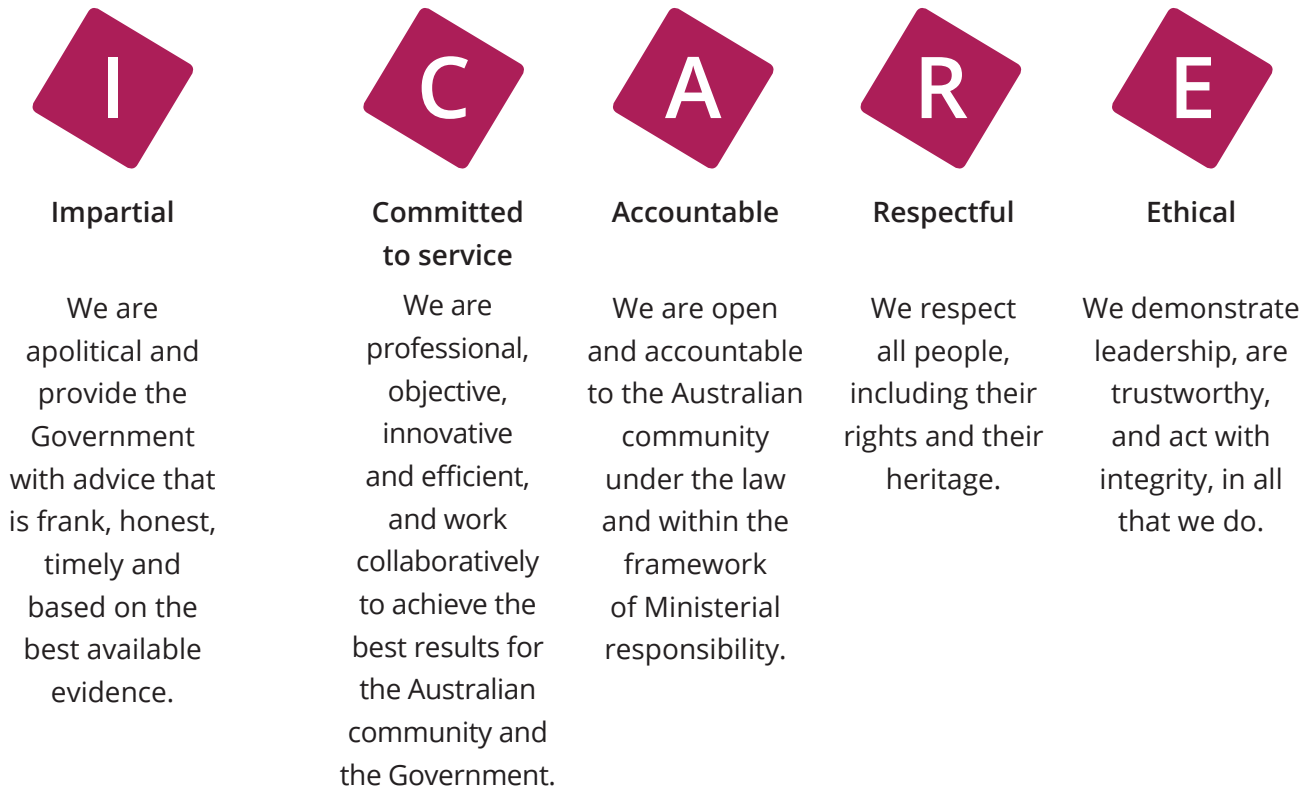 I
Impartial
We are
apolitical and
provide the
Government
with advice that
is frank, honest,
timely and
based on the
best available
evidence.
C
Committed
to service
We are
professional,
objective,
innovative
and efficient,
and work
collaboratively
to achieve the
best results for
the Australian
community and
the Government.
A
Accountable
We are open
and accountable
to the Australian
community
under the law
and within the
framework
of Ministerial
responsibility.
R
Respectful
We respect
all people,
including their
rights and their
heritage.
E
Ethical
We demonstrate
leadership, are
trustworthy,
and act with
integrity, in all
that we do.